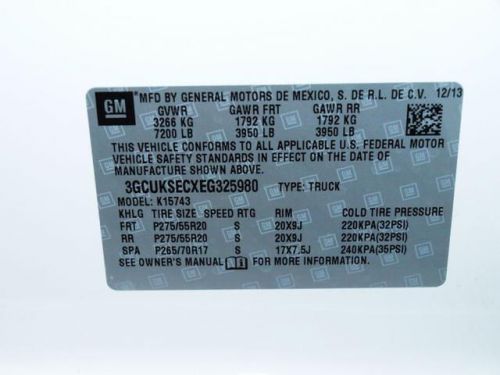 GM *MFD BY GENERAL MOTORS DE MEXICO, S. DE R.L. DE C.V. 12/13
GVWR GAWR FRT GAWR RR
3266 KG 1792 KG 1792 KG
7200 LB 3950 LB 3950 LB
THIS VEHICLE CONFORMS TO ALL APPLICABLE U.S. FEDERAL MOTOR
VEHICLE SAFETY STANDARDS IN EFFECT ON THE DATE OF
MANUFACTURE SHOWN ABOVE.
3GCUKSECXEG325980 TYPE: TRUCK
MODEL: K15743
KHLG TIRE SIZE SPEED RTG RIM COLD TIRE PRESSURE
FRT P275/55R20 S 20X9J 220KPA(32PSI)
RR P275/55R20 S 20X9J 220KPA(32PSI)
SPA P265/70R17 S 17X7.5J 240KPA(35PSI)
SEE OWNER'S MANUAL FOR MORE INFORMATION.